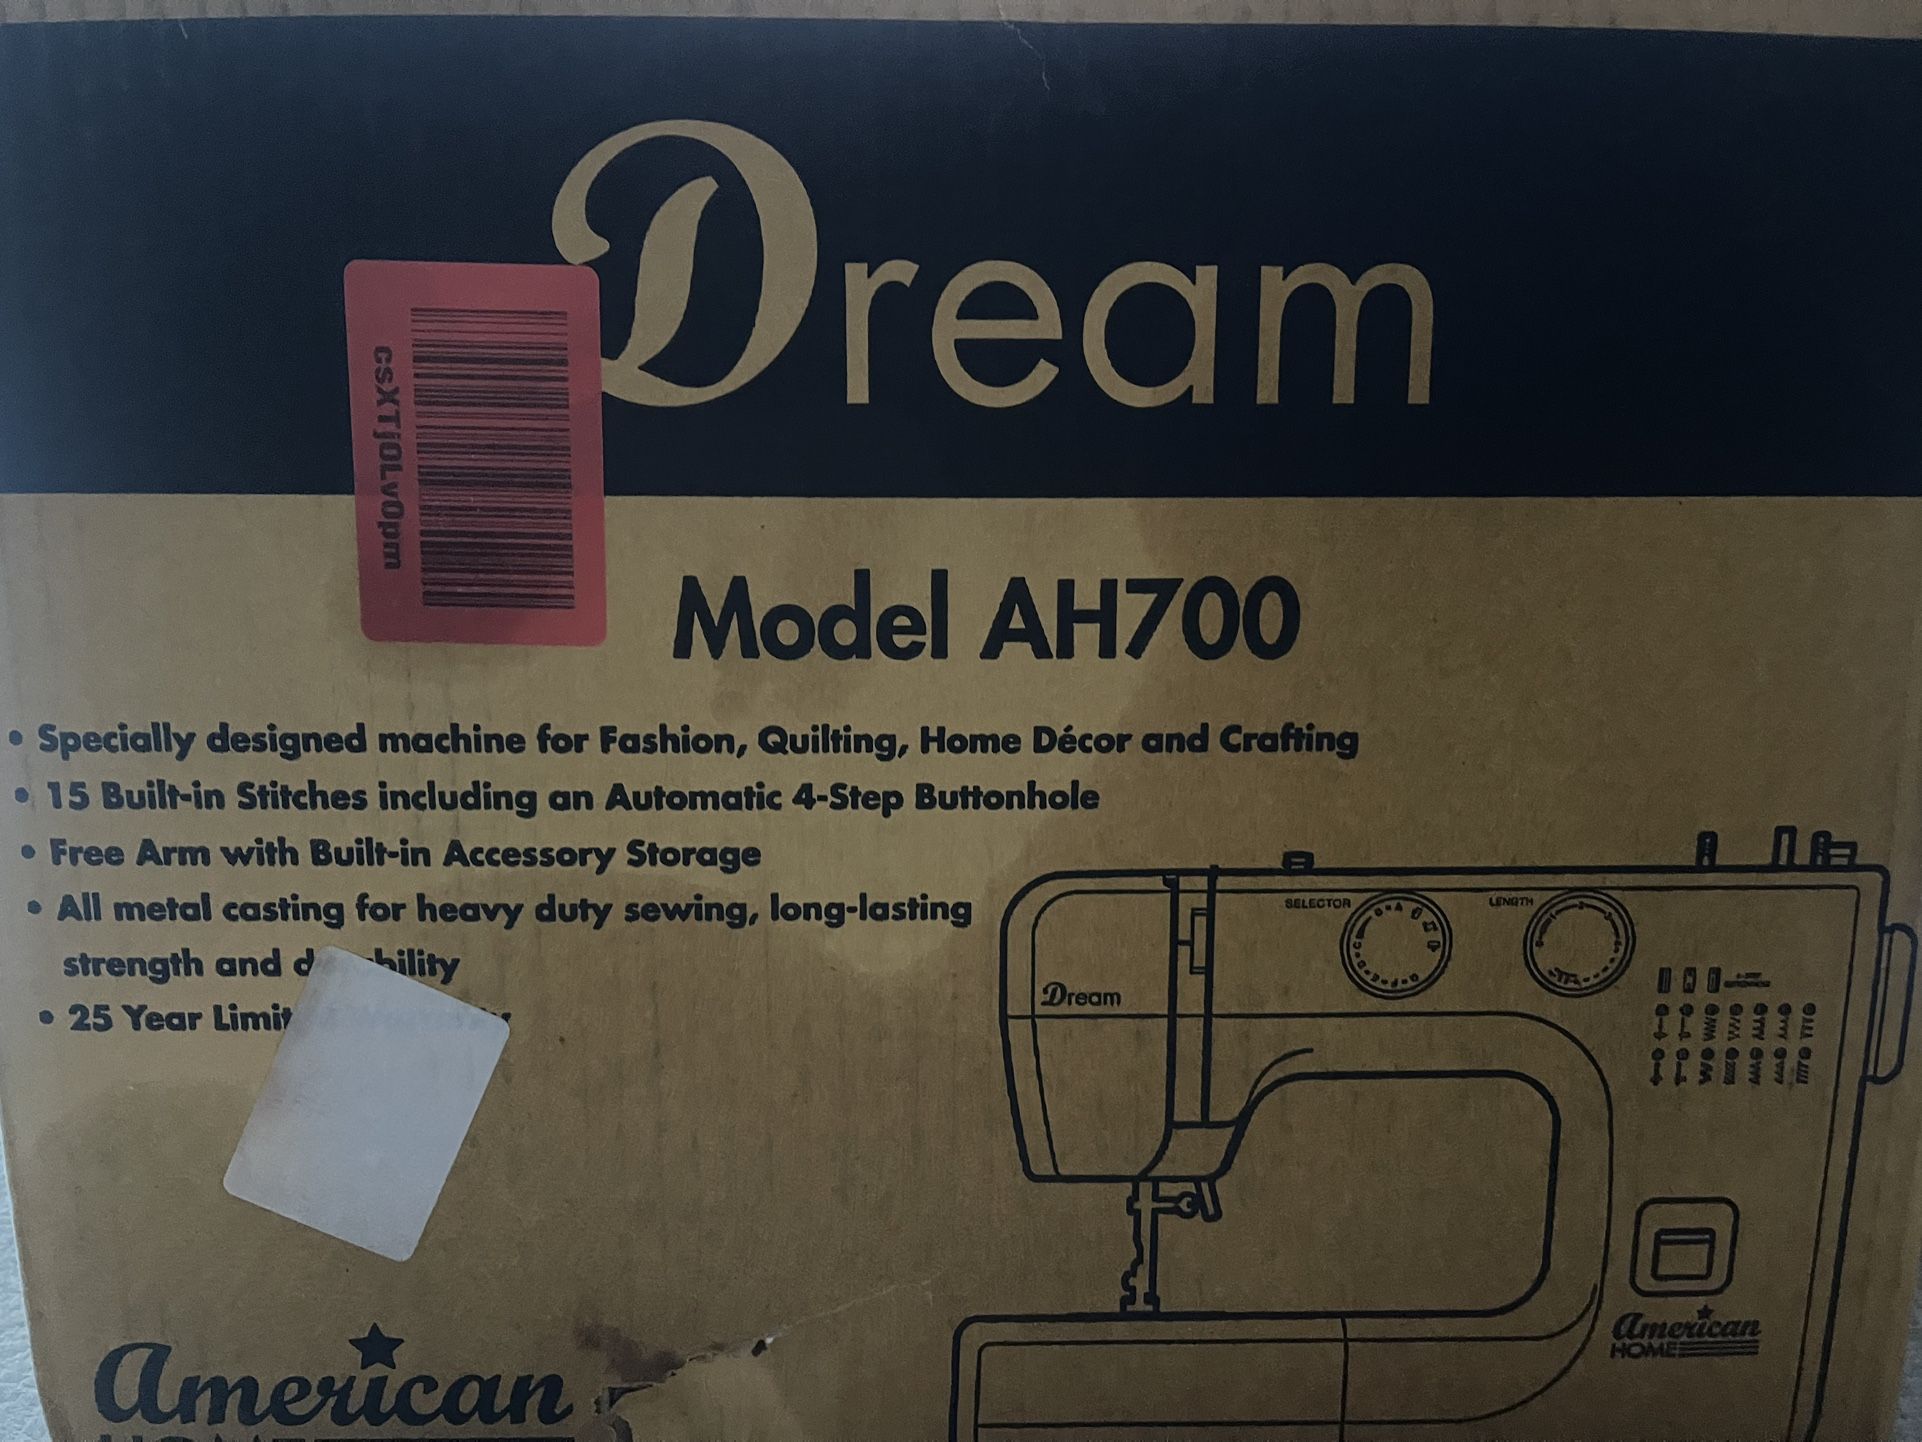 Dream
csXTjOLv0pm
Model AH700
• Specially designed machine for Fashion, Quilting, Home Décor and Crafting
• 15 Built-in Stitches including an Automatic 4-Step Buttonhole
• Free Arm with Built-in Accessory Storage
• All metal casting for heavy duty sewing, long-lasting
strength and
• 25 Year
SELECTOR
LENGTH
Dream
American
HOME
American
HOME